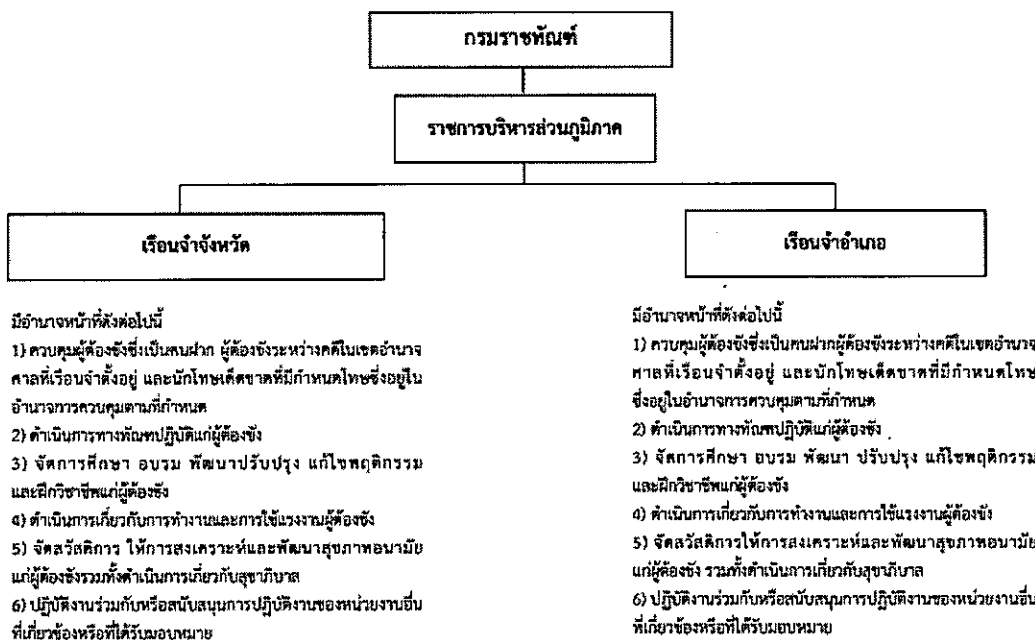 กรมราชทัณฑ์
ราชการบริหารส่วนภูมิภาค
เรือนจำจังหวัด
มีอำนาจหน้าที่ดังต่อไปนี้
1) ควบคุมผู้ต้องขังซึ่งเป็นคนฝาก ผู้ต้องขังระหว่างคดีในเขตอำนาจ
ศาลที่เรือนจำตั้งอยู่ และนักโทษเด็ดขาดที่มีกำหนดโทษซึ่งอยู่ใน
อำนาจการควบคุมตามที่กำหนด
2) ดำเนินการทางทัณฑปฏิบัติแก่ผู้ต้องขัง
3) จัดการศึกษา อบรม พัฒนาปรับปรุง แก้ไขพฤติกรรม
และฝึกวิชาชีพแก่ผู้ต้องขัง
4) ดำเนินการเกี่ยวกับการทำงานและการใช้แรงงานผู้ต้องขัง
5) จัดสวัสดิการ ให้การสงเคราะห์และพัฒนาสุขภาพอนามัย
แก่ผู้ต้องขังรวมทั้งดำเนินการเกี่ยวกับสุขาภิบาล
6) ปฏิบัติงานร่วมกับหรือสนับสนุนการปฏิบัติงานของหน่วยงานอื่น
ที่เกี่ยวข้องหรือที่ได้รับมอบหมาย
เรือนจำอำเภอ
มีอำนาจหน้าที่ดังต่อไปนี้
1) ควบคุมผู้ต้องขังซึ่งเป็นคนฝากผู้ต้องขังระหว่างคดีในเขตอำนาจ
ศาลที่เรือนจำตั้งอยู่ และนักโทษเด็ดขาดที่มีกำหนดโทษ
ซึ่งอยู่ในอำนาจการควบคุมตามที่กำหนด
2) ดำเนินการทางทัณฑปฏิบัติแก่ผู้ต้องขัง
3) จัดการศึกษา อบรม พัฒนา ปรับปรุง แก้ไขพฤติกรรม
และฝึกวิชาชีพแก่ผู้ต้องขัง
4) ดำเนินการเกี่ยวกับการทำงานและการใช้แรงงานผู้ต้องขัง
5) จัดสวัสดิการให้การสงเคราะห์และพัฒนาสุขภาพอนามัย
แก่ผู้ต้องขัง รวมทั้งดำเนินการเกี่ยวกับสุขาภิบาล
6) ปฏิบัติงานร่วมกับหรือสนับสนุนการปฏิบัติงานของหน่วยงานอื่น
ที่เกี่ยวข้องหรือที่ได้รับมอบหมาย